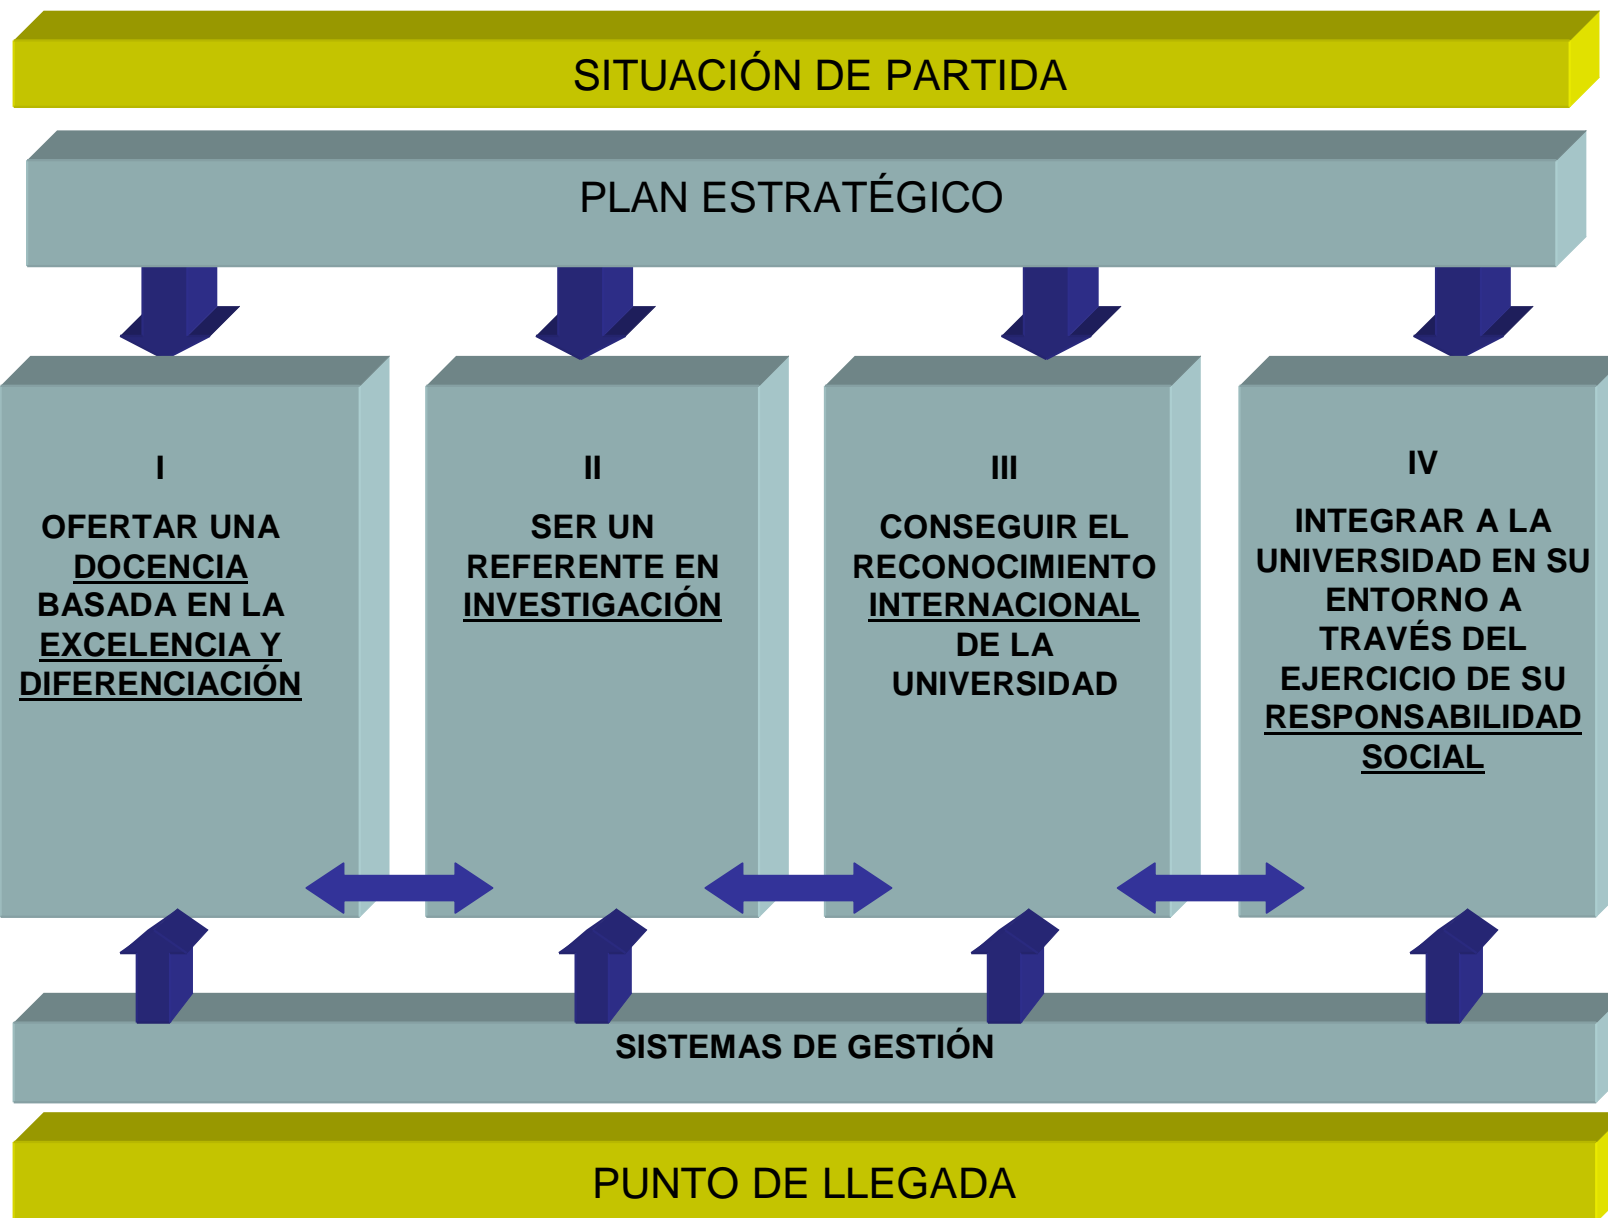 SITUACIÓN DE PARTIDA
PLAN ESTRATÉGICO
I
OFERTAR UNA
DOCENCIA
BASADA EN LA
EXCELENCIA Y
DIFERENCIACIÓN
II
SER UN
REFERENTE EN
INVESTIGACIÓN
III
CONSEGUIR EL
RECONOCIMIENTO
INTERNACIONAL
DE LA
UNIVERSIDAD
IV
INTEGRAR A LA
UNIVERSIDAD EN SU
ENTORNO A
TRAVÉS DEL
EJERCICIO DE SU
RESPONSABILIDAD
SOCIAL
SISTEMAS DE GESTIÓN
PUNTO DE LLEGADA